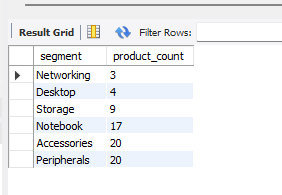 Result Grid Filter Rows:
segment product_count
Networking 3
Desktop 4
Storage 9
Notebook 17
Accessories 20
Peripherals 20